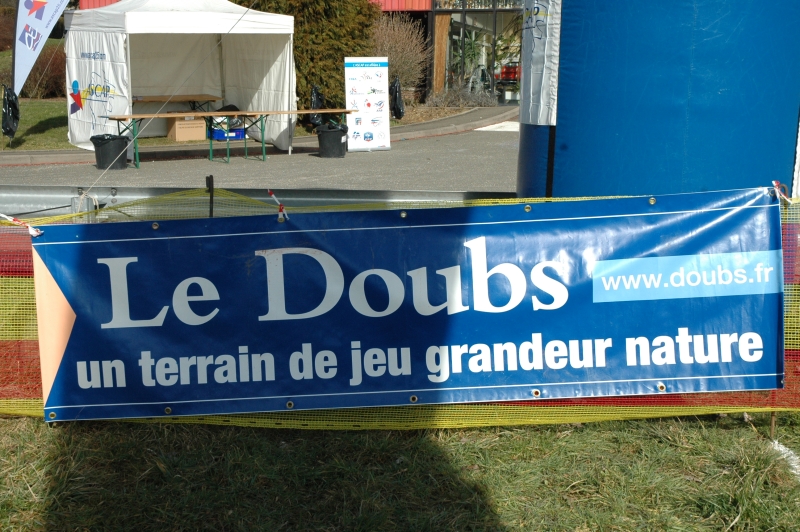 Le Doubs
www.doubs.fr
un terrain de jeu grandeur nature